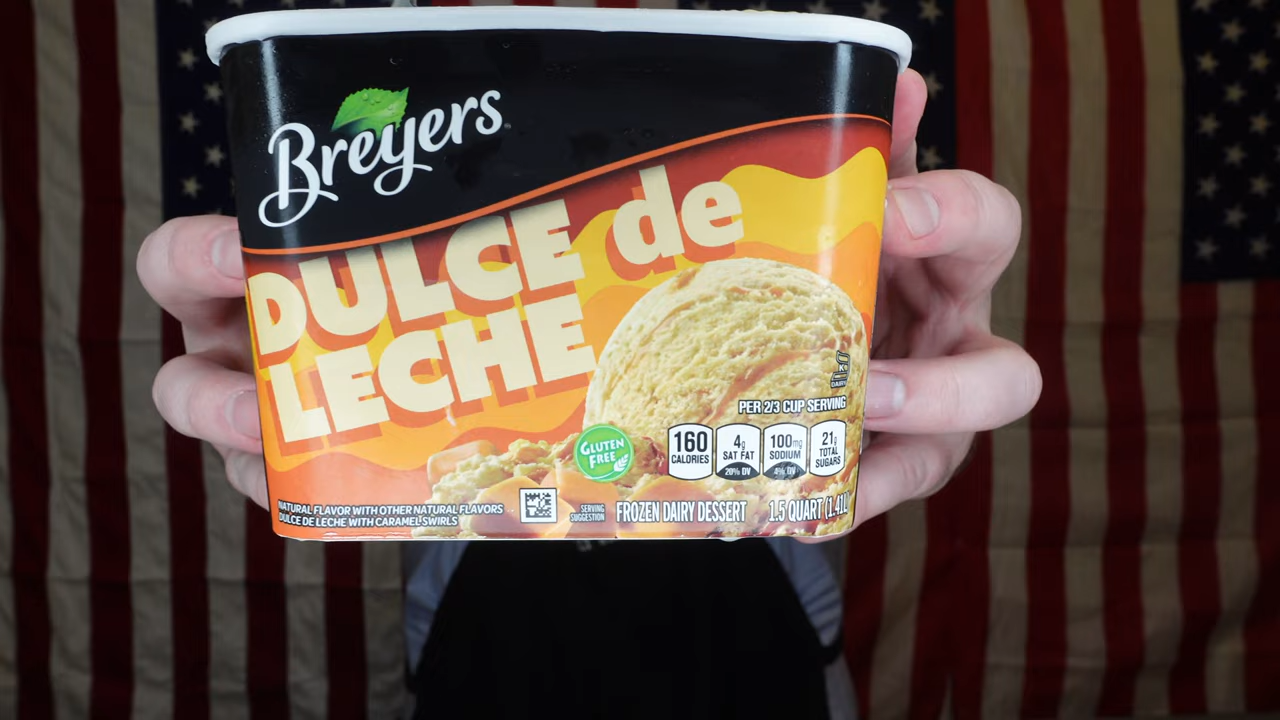 Breyers
DULCE de
LECHE
K
DAIRY
PER 2/3 CUP SERVING
GLUTEN
FREE
160
CALORIES
4g
SAT FAT
20% DV
100mg
SODIUM
4% DV
21g
TOTAL
SUGARS
NATURAL FLAVOR WITH OTHER NATURAL FLAVORS
DULCE DE LECHE WITH CARAMEL SWIRLS
SERVING
SUGGESTION
FROZEN DAIRY DESSERT
1.5 QUART (1.41L)